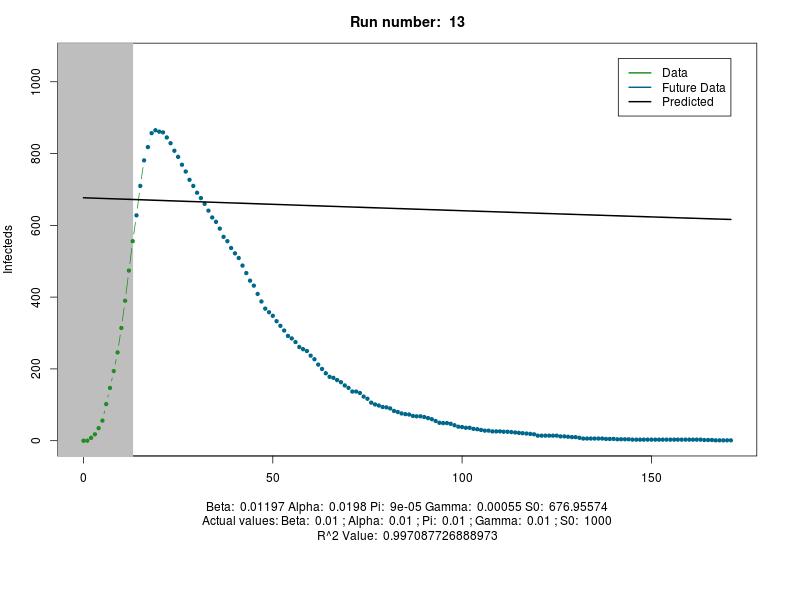 Run number: 13
Data
Future Data
Predicted
Infecteds
1000
800
600
400
200
0
0 50 100 150
Beta: 0.01197 Alpha: 0.0198 Pi: 9e-05 Gamma: 0.00055 S0: 676.95574
Actual values: Beta: 0.01 ; Alpha: 0.01 ; Pi: 0.01 ; Gamma: 0.01 ; S0: 1000
R^2 Value: 0.997087726888973